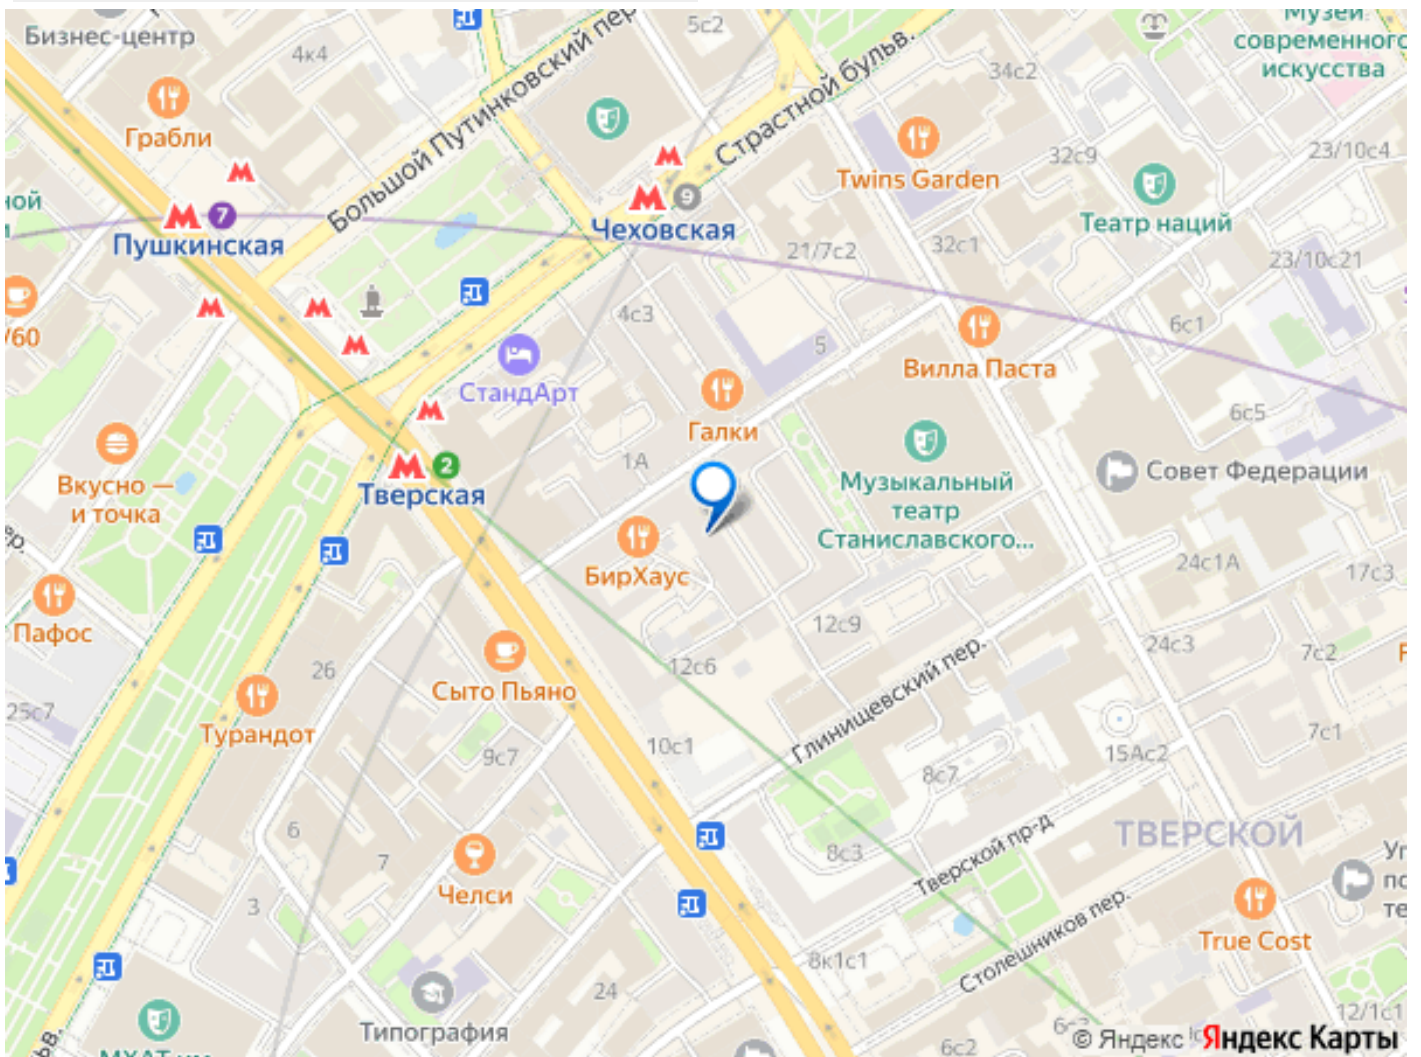 Бизнес-центр
4к4
Большой Путинковский пер.
5с2
Страстной бульв.
34с2
Музей
современного
искусства
Грабли
Twins Garden
32с9
23/10с4
Театр наций
7
Пушкинская
9
Чеховская
21/7с2
32с1
23/10с21
/60
4с3
5
6с1
Вилла Паста
СтандАрт
Галки
6с5
Вкусно —
и точка
2
Тверская
1А
Музыкальный
театр
Станиславского...
Совет Федерации
БирХаус
24с1А
17с3
Пафос
12с9
24с3
7с2
26
Сыто Пьяно
12с6
Глинищевский пер.
25с7
Турандот
9с7
10с1
15Ас2
7с1
8с7
6
7
8с3
Тверской пр-д
ТВЕРСКОЙ
Челси
3
Столешников пер.
True Cost
8к1с1
24
Типография
12/1с1
6с2
© Яндекс
Яндекс Карты